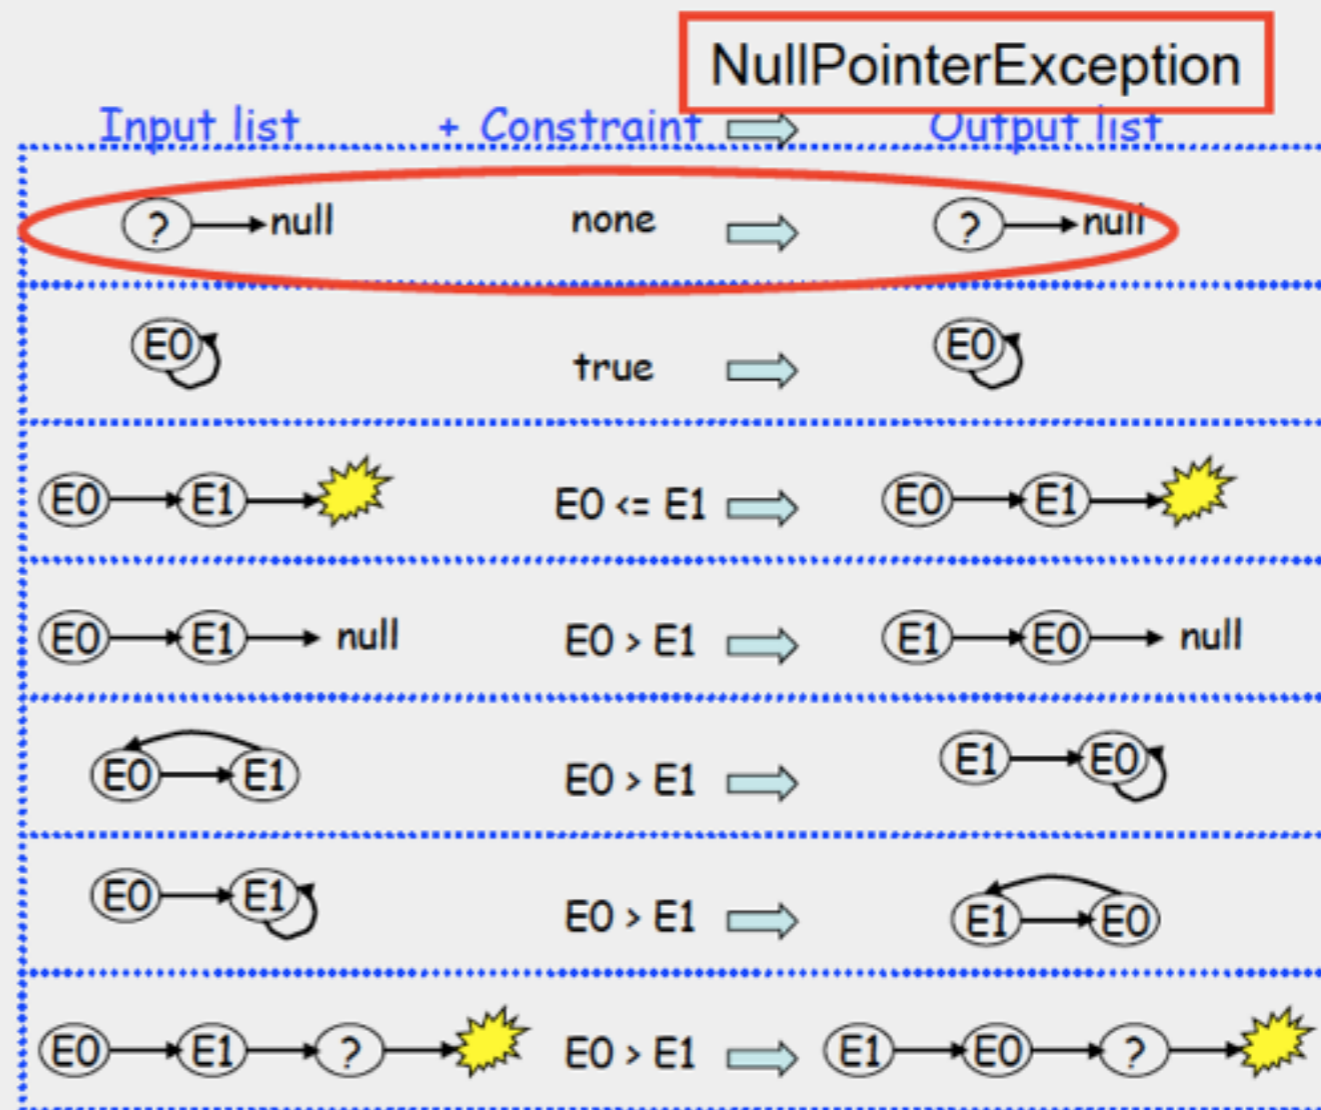 NullPointerException
Input list + Constraint Output list
? null none ? null
E0 true E0
E0 E1 E0 <= E1 E0 E1
E0 E1 null E0 > E1 E1 E0 null
E0 E1 E0 > E1 E1 E0
E0 E1 E0 > E1 E1 E0
E0 E1 ? E0 > E1 E1 E0 ?